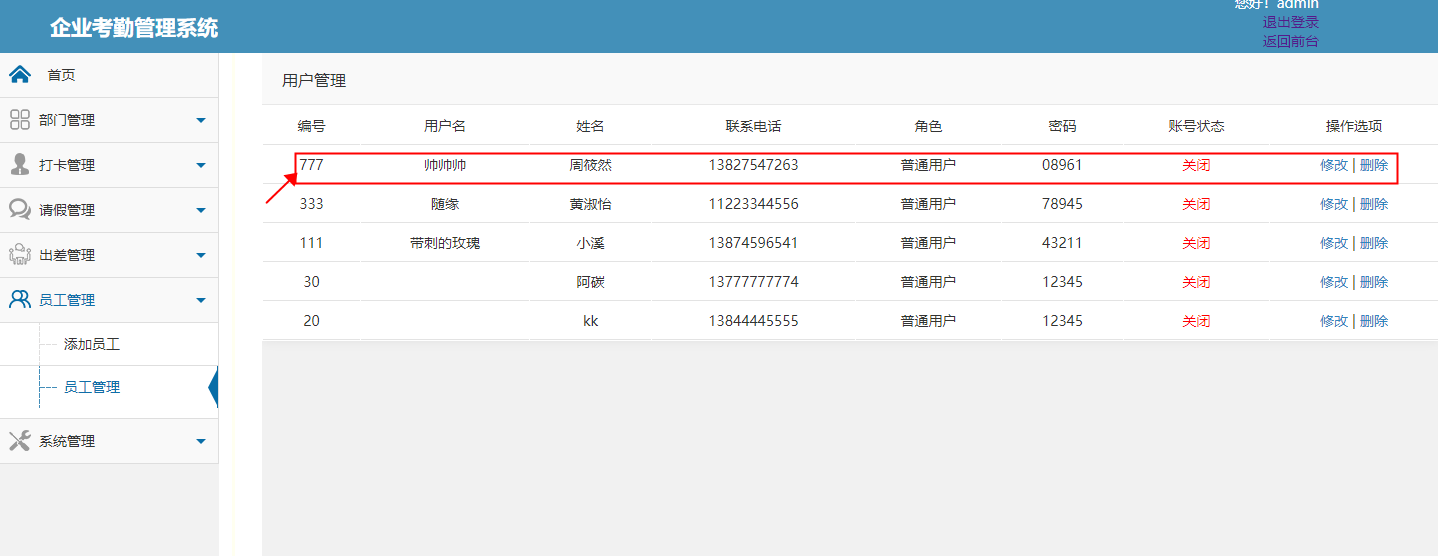 企业考勤管理系统
您好！admin
退出登录
返回前台
首页
部门管理
打卡管理
请假管理
出差管理
员工管理
添加员工
员工管理
系统管理
用户管理
编号 用户名 姓名 联系电话 角色 密码 账号状态 操作选项
777 帅帅帅 周筱然 13827547263 普通用户 08961 关闭 修改 | 删除
333 随缘 黄淑怡 11223344556 普通用户 78945 关闭 修改 | 删除
111 带刺的玫瑰 小溪 13874596541 普通用户 43211 关闭 修改 | 删除
30 阿碳 13777777774 普通用户 12345 关闭 修改 | 删除
20 kk 13844445555 普通用户 12345 关闭 修改 | 删除